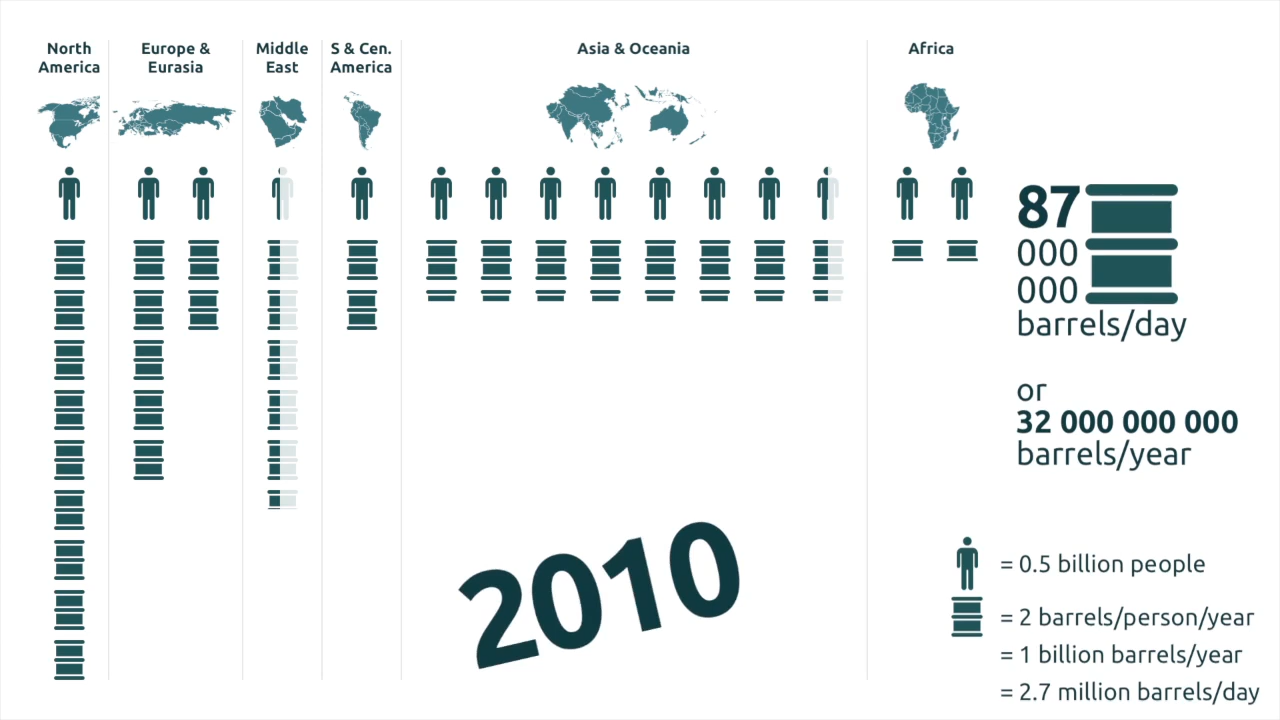 North
America
Europe &
Eurasia
Middle
East
S & Cen.
America
Asia & Oceania
Africa
87
000
000
barrels/day
or
32 000 000 000
barrels/year
2010
= 0.5 billion people
= 2 barrels/person/year
= 1 billion barrels/year
= 2.7 million barrels/day